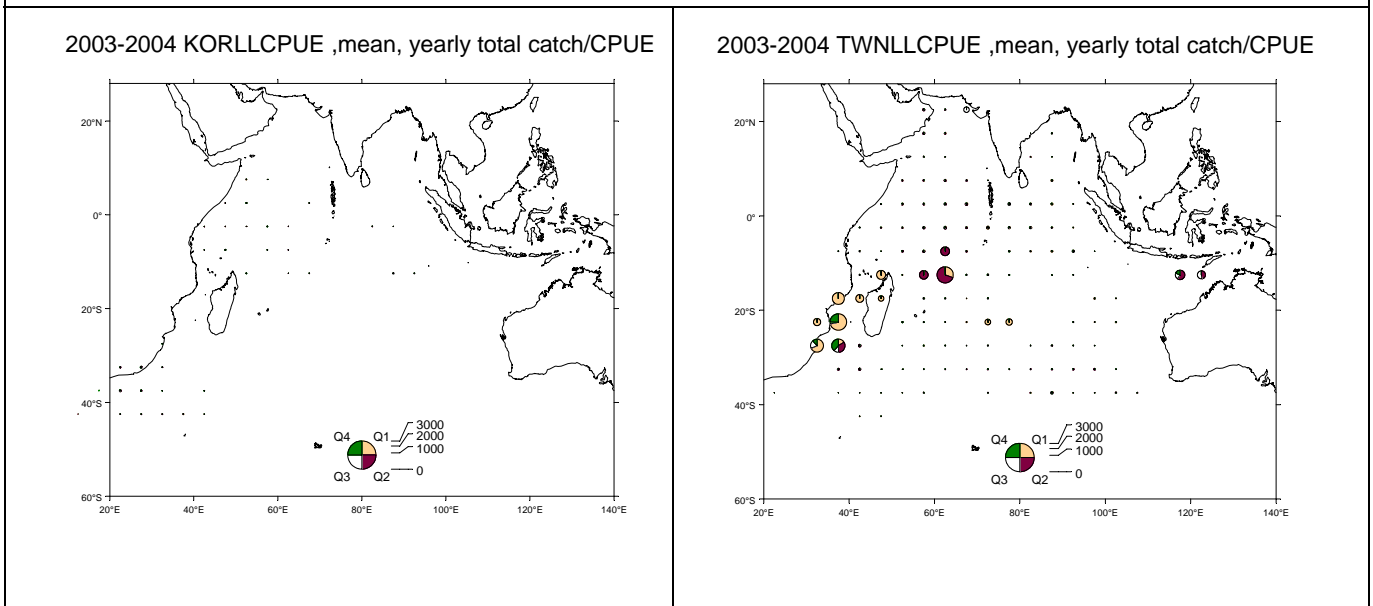 2003-2004 KORLLCPUE ,mean, yearly total catch/CPUE
20°N
0°
20°S
40°S
60°S
20°E 40°E 60°E 80°E 100°E 120°E 140°E
Q4 Q1
Q3 Q2
3000
2000
1000
0
2003-2004 TWNLLCPUE ,mean, yearly total catch/CPUE
20°N
0°
20°S
40°S
60°S
20°E 40°E 60°E 80°E 100°E 120°E 140°E
Q4 Q1
Q3 Q2
3000
2000
1000
0